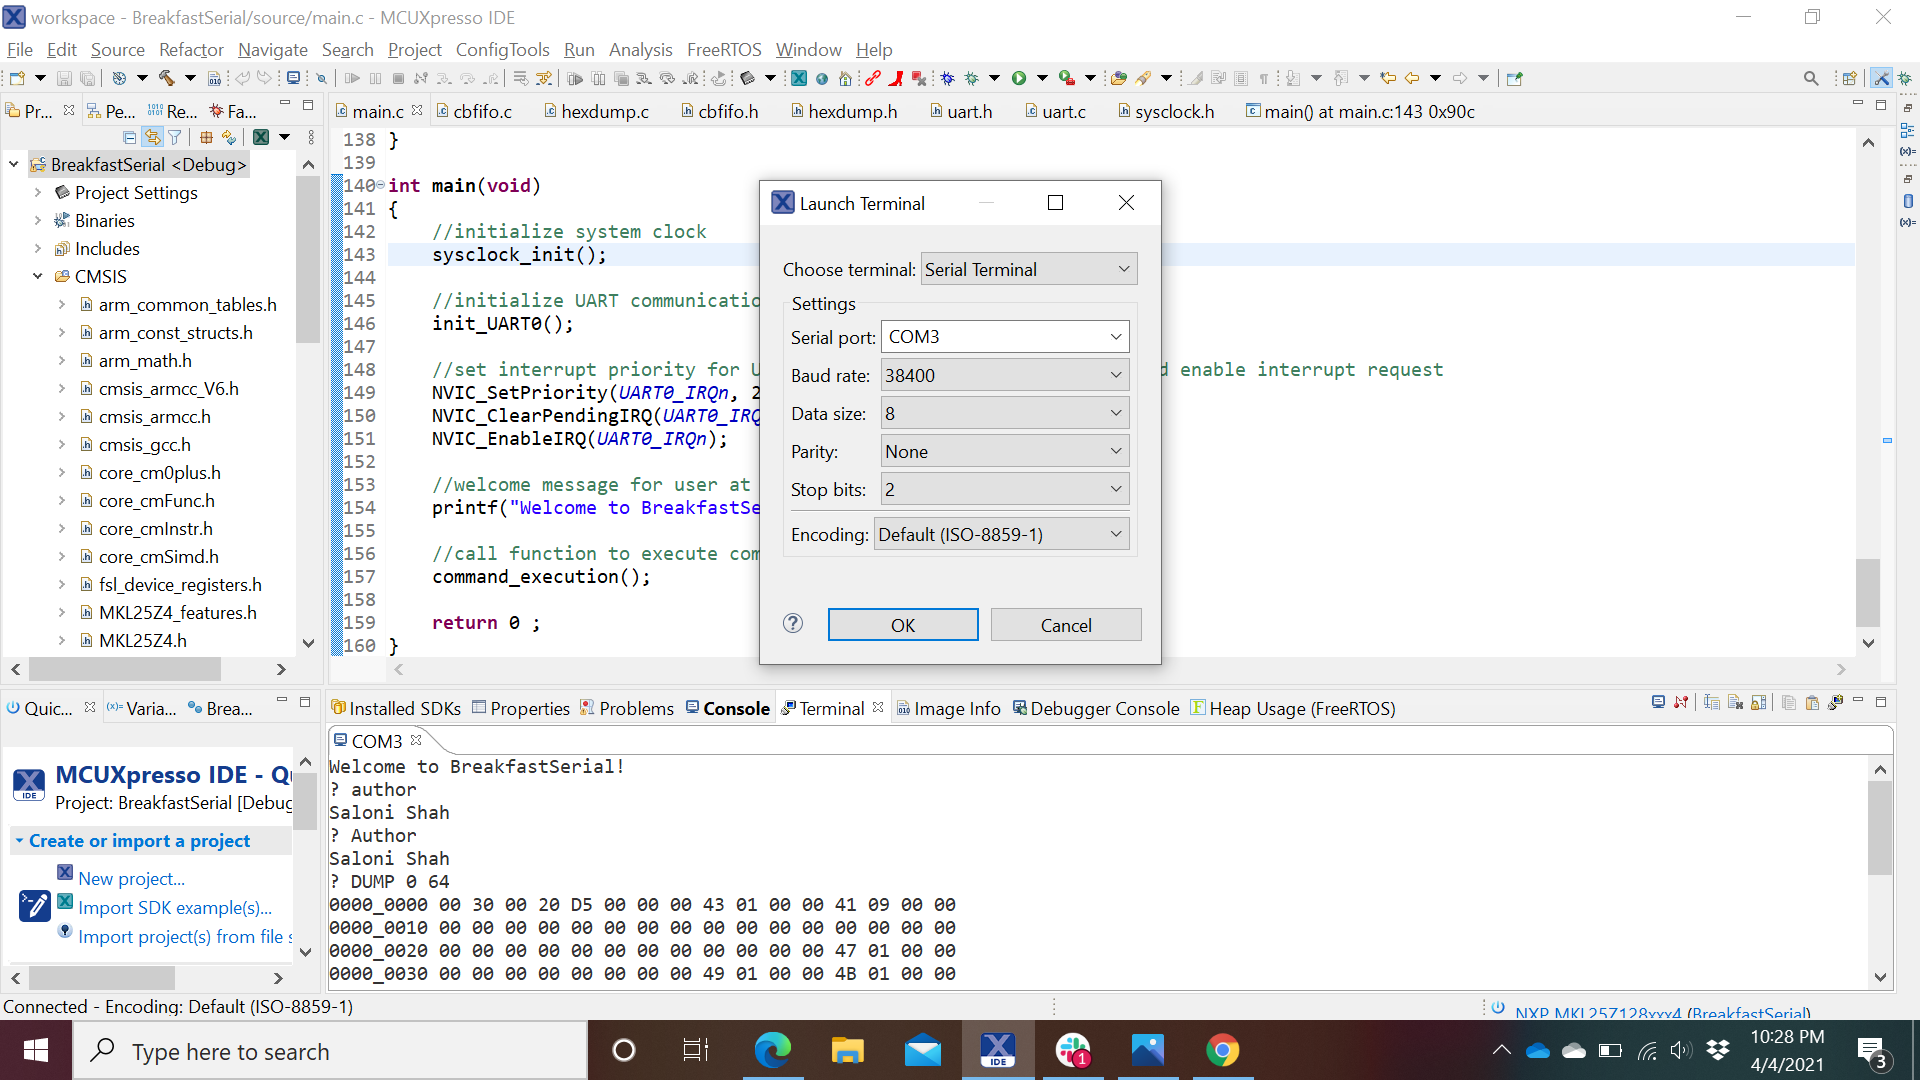 workspace - BreakfastSerial/source/main.c - MCUXpresso IDE
File Edit Source Refactor Navigate Search Project ConfigTools Run Analysis FreeRTOS Window Help
Pr... Pe... Re... Fa...
main.c cbfifo.c hexdump.c cbfifo.h hexdump.h uart.h uart.c sysclock.h main() at main.c:143 0x90c
BreakfastSerial <Debug>
Project Settings
Binaries
Includes
CMSIS
arm_common_tables.h
arm_const_structs.h
arm_math.h
cmsis_armcc_V6.h
cmsis_armcc.h
cmsis_gcc.h
core_cm0plus.h
core_cmFunc.h
core_cmInstr.h
core_cmSimd.h
fsl_device_registers.h
MKL25Z4_features.h
MKL25Z4.h
138 }
139
140 int main(void)
141 {
142 //initialize system clock
143 sysclock_init();
144
145 //initialize UART communicatio
146 init_UART0();
147
148 //set interrupt priority for U d enable interrupt request
149 NVIC_SetPriority(UART0_IRQn, 2
150 NVIC_ClearPendingIRQ(UART0_IRQ
151 NVIC_EnableIRQ(UART0_IRQn);
152
153 //welcome message for user at
154 printf("Welcome to BreakfastSe
155
156 //call function to execute com
157 command_execution();
158
159 return 0 ;
160 }
Launch Terminal
Choose terminal: Serial Terminal
Settings
Serial port: COM3
Baud rate: 38400
Data size: 8
Parity: None
Stop bits: 2
Encoding: Default (ISO-8859-1)
OK Cancel
Quic... Varia... Brea...
MCUXpresso IDE - Qu
Project: BreakfastSerial [Debug
Create or import a project
New project...
Import SDK example(s)...
Import project(s) from file s
IDE
Installed SDKs Properties Problems Console Terminal Image Info Debugger Console Heap Usage (FreeRTOS)
COM3
Welcome to BreakfastSerial!
? author
Saloni Shah
? Author
Saloni Shah
? DUMP 0 64
0000_0000 00 30 00 20 D5 00 00 00 43 01 00 00 41 09 00 00
0000_0010 00 00 00 00 00 00 00 00 00 00 00 00 00 00 00 00
0000_0020 00 00 00 00 00 00 00 00 00 00 00 00 47 01 00 00
0000_0030 00 00 00 00 00 00 00 00 49 01 00 00 4B 01 00 00
Connected - Encoding: Default (ISO-8859-1)
NXP MKL25Z128xxx4 (BreakfastSerial)
Type here to search
IDE
1
10:28 PM
4/4/2021
3